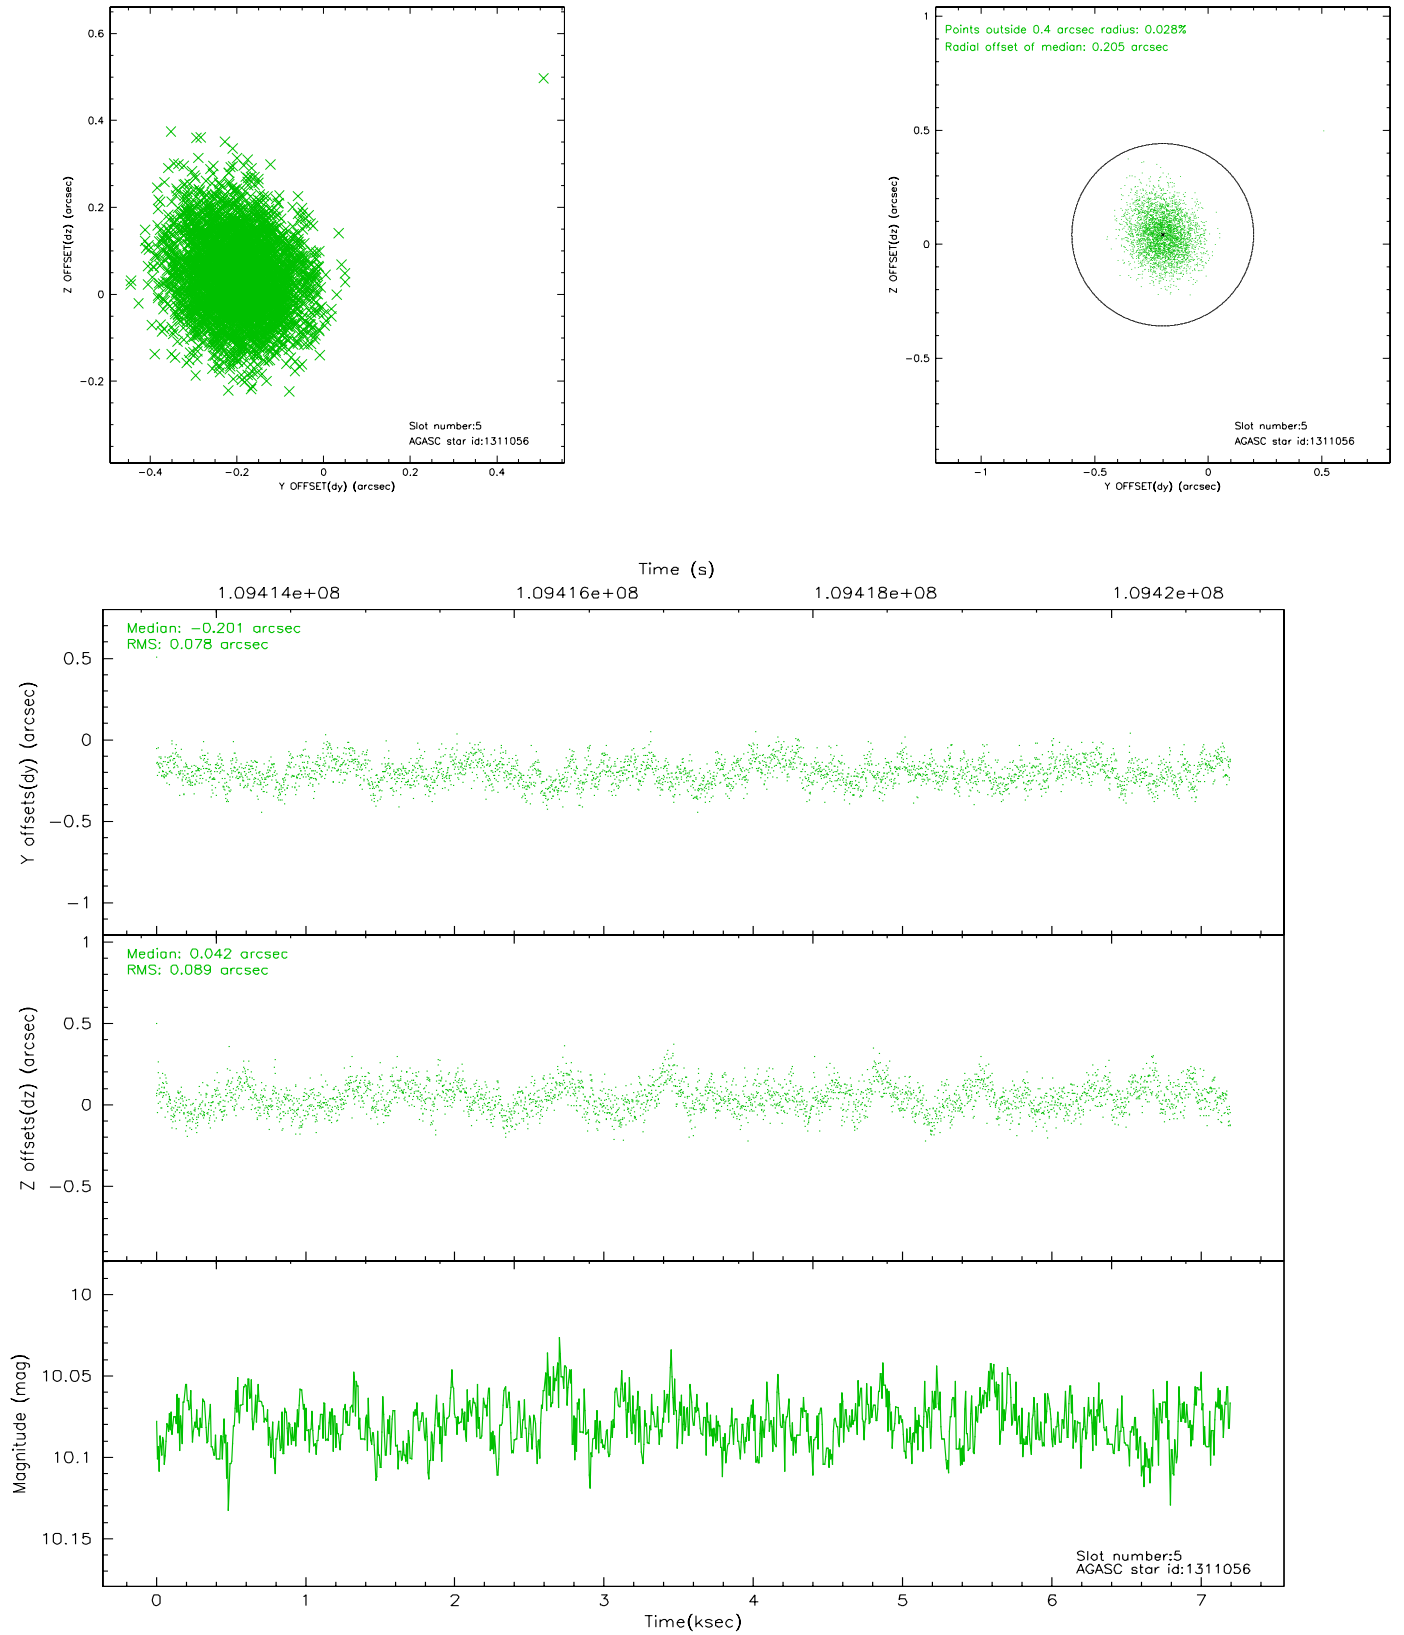 0.6
0.4
0.2
0
−0.2
Z OFFSET(dz) (arcsec)
Slot number:5
AGASC star id:1311056
−0.4 −0.2 0 0.2 0.4
Y OFFSET(dy) (arcsec)
Points outside 0.4 arcsec radius: 0.028%
Radial offset of median: 0.205 arcsec
1
0.5
0
−0.5
Z OFFSET(dz) (arcsec)
Slot number:5
AGASC star id:1311056
−1 −0.5 0 0.5
Y OFFSET(dy) (arcsec)
Time (s)
1.09414e+08 1.09416e+08 1.09418e+08 1.0942e+08
Median: −0.201 arcsec
RMS: 0.078 arcsec
0.5
0
−0.5
−1
Y offsets(dy) (arcsec)
Median: 0.042 arcsec
RMS: 0.089 arcsec
1
0.5
0
−0.5
Z offsets(dz) (arcsec)
10
10.05
10.1
10.15
Magnitude (mag)
Slot number:5
AGASC star id:1311056
0 1 2 3 4 5 6 7
Time(ksec)